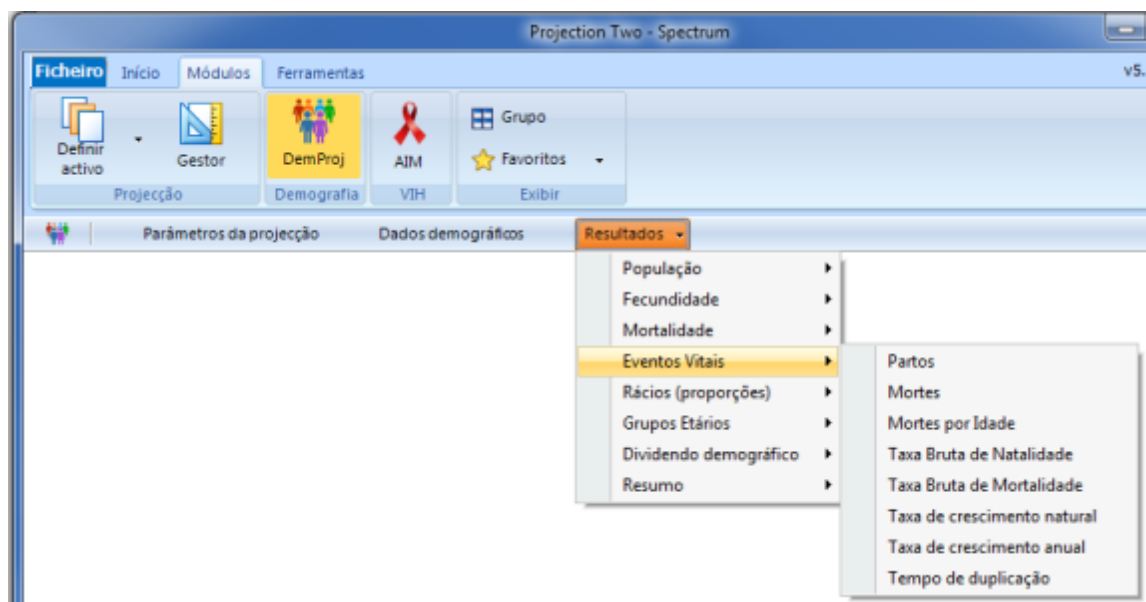 Projection Two - Spectrum
Ficheiro Início Módulos Ferramentas v5.
Definir activo
Gestor
DemProj
AIM
Grupo
Favoritos
Projecção Demografia VIH Exibir
Parâmetros da projecção Dados demográficos Resultados
População
Fecundidade
Mortalidade
Eventos Vitais
Rácios (proporções)
Grupos Etários
Dividendo demográfico
Resumo
Partos
Mortes
Mortes por Idade
Taxa Bruta de Natalidade
Taxa Bruta de Mortalidade
Taxa de crescimento natural
Taxa de crescimento anual
Tempo de duplicação